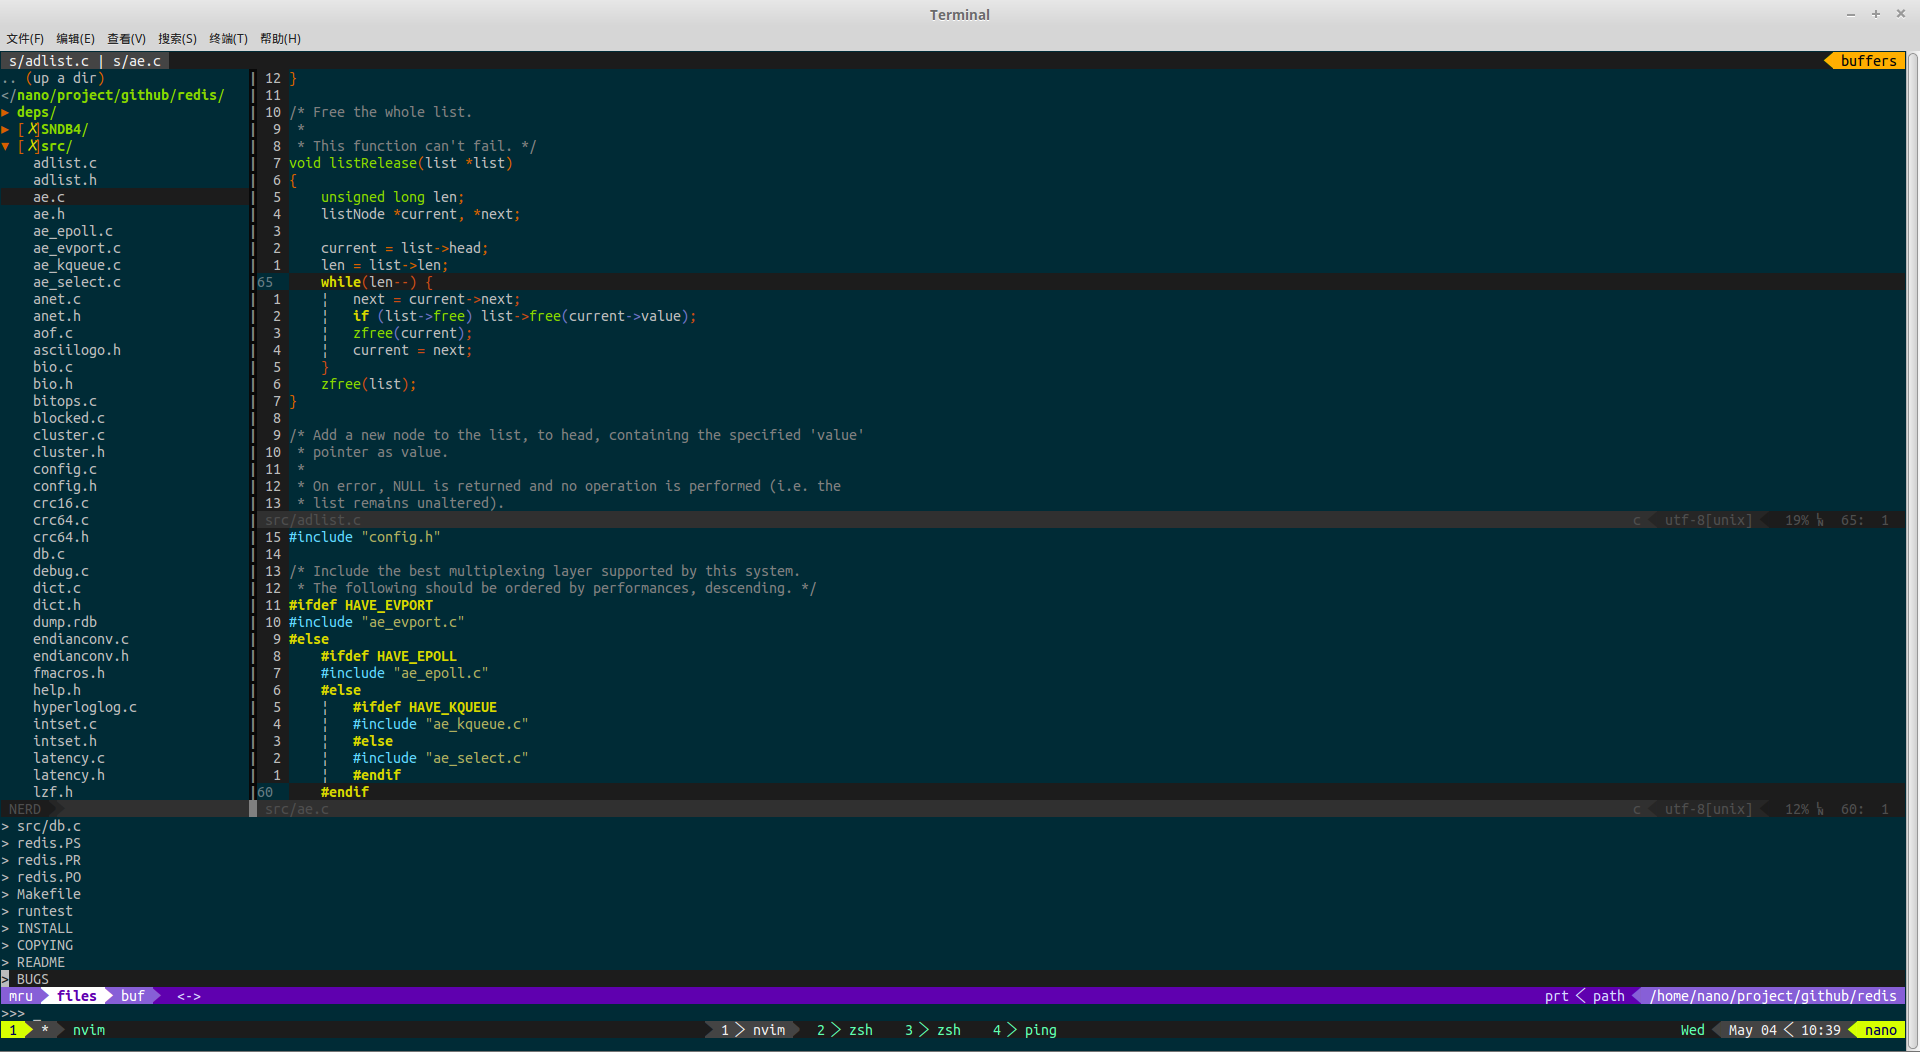 Terminal
文件(F) 编辑(E) 查看(V) 搜索(S) 终端(T) 帮助(H)
s/adlist.c | s/ae.c
buffers
.. (up a dir)
</nano/project/github/redis/
▶ deps/
▶ [✗]SNDB4/
▼ [✗]src/
adlist.c
adlist.h
ae.c
ae.h
ae_epoll.c
ae_evport.c
ae_kqueue.c
ae_select.c
anet.c
anet.h
aof.c
asciilogo.h
bio.c
bio.h
bitops.c
blocked.c
cluster.c
cluster.h
config.c
config.h
crc16.c
crc64.c
crc64.h
db.c
debug.c
dict.c
dict.h
dump.rdb
endianconv.c
endianconv.h
fmacros.h
help.h
hyperloglog.c
intset.c
intset.h
latency.c
latency.h
lzf.h
NERD
12 }
11
10 /* Free the whole list.
9  *
8  * This function can't fail. */
7 void listRelease(list *list)
6 {
5     unsigned long len;
4     listNode *current, *next;
3
2     current = list->head;
1     len = list->len;
65     while(len--) {
1     ¦   next = current->next;
2     ¦   if (list->free) list->free(current->value);
3     ¦   zfree(current);
4     ¦   current = next;
5     }
6     zfree(list);
7 }
8
9 /* Add a new node to the list, to head, containing the specified 'value'
10  * pointer as value.
11  *
12  * On error, NULL is returned and no operation is performed (i.e. the
13  * list remains unaltered).
src/adlist.c c utf-8[unix] 19% 65: 1
15 #include "config.h"
14
13 /* Include the best multiplexing layer supported by this system.
12  * The following should be ordered by performances, descending. */
11 #ifdef HAVE_EVPORT
10 #include "ae_evport.c"
9 #else
8     #ifdef HAVE_EPOLL
7     #include "ae_epoll.c"
6     #else
5     ¦   #ifdef HAVE_KQUEUE
4     ¦   #include "ae_kqueue.c"
3     ¦   #else
2     ¦   #include "ae_select.c"
1     ¦   #endif
60     #endif
src/ae.c c utf-8[unix] 12% 60: 1
> src/db.c
> redis.PS
> redis.PR
> redis.PO
> Makefile
> runtest
> INSTALL
> COPYING
> README
> BUGS
mru files buf <-> prt path /home/nano/project/github/redis
>>> _
1 * nvim 1 nvim 2 zsh 3 zsh 4 ping Wed May 04 10:39 nano